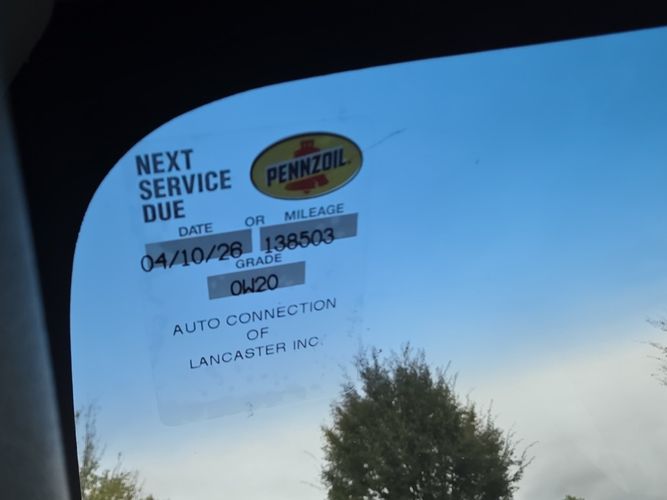 NEXT
SERVICE
DUE
PENNZOIL
DATE OR MILEAGE
04/10/26 138503
GRADE
0W20
AUTO CONNECTION
OF
LANCASTER INC.